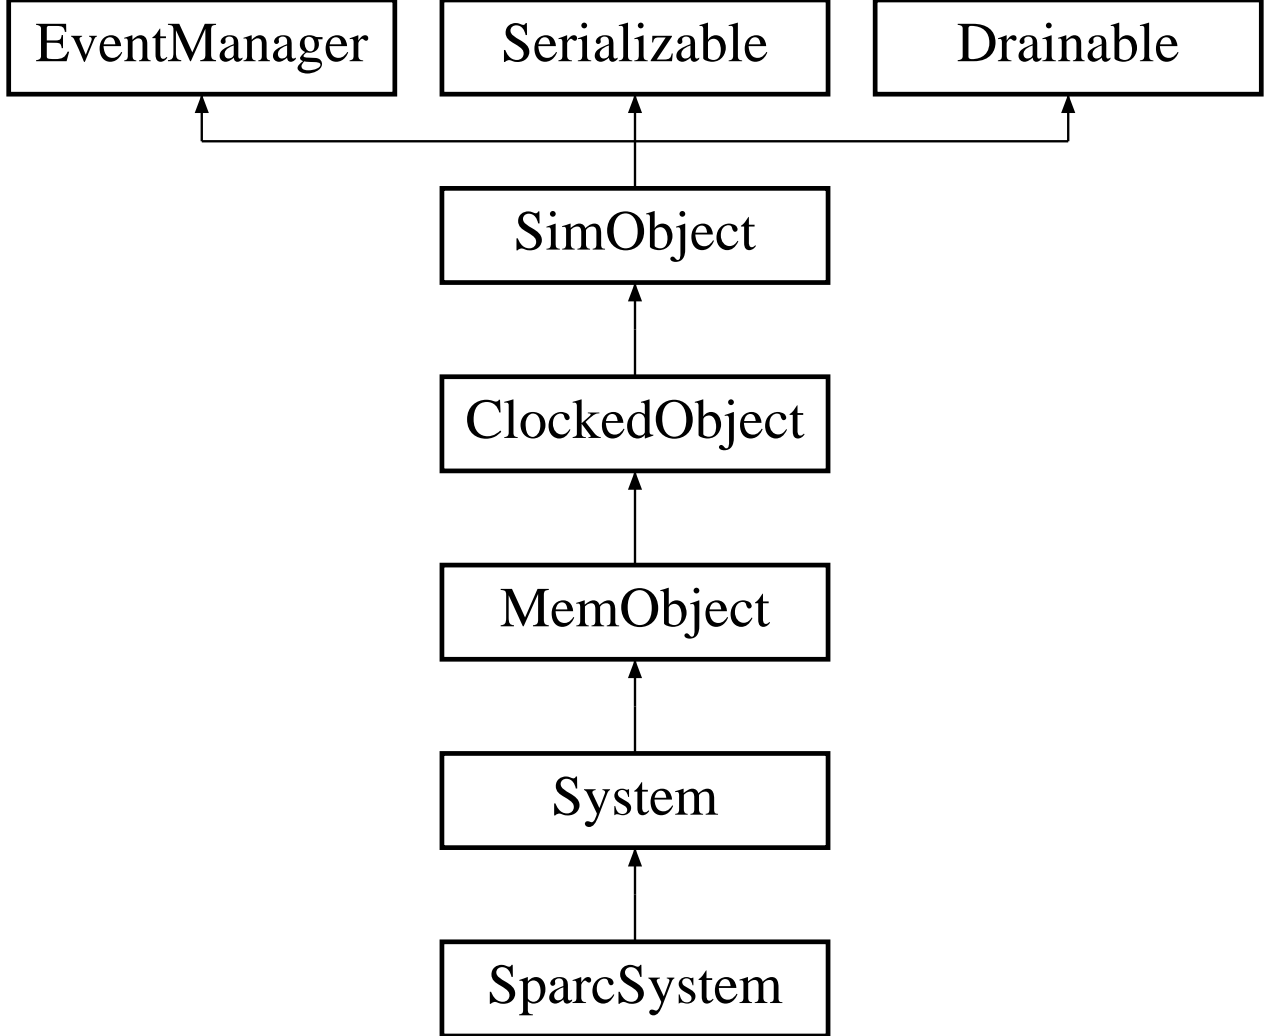 EventManager
Serializable
Drainable
SimObject
ClockedObject
MemObject
System
SparcSystem